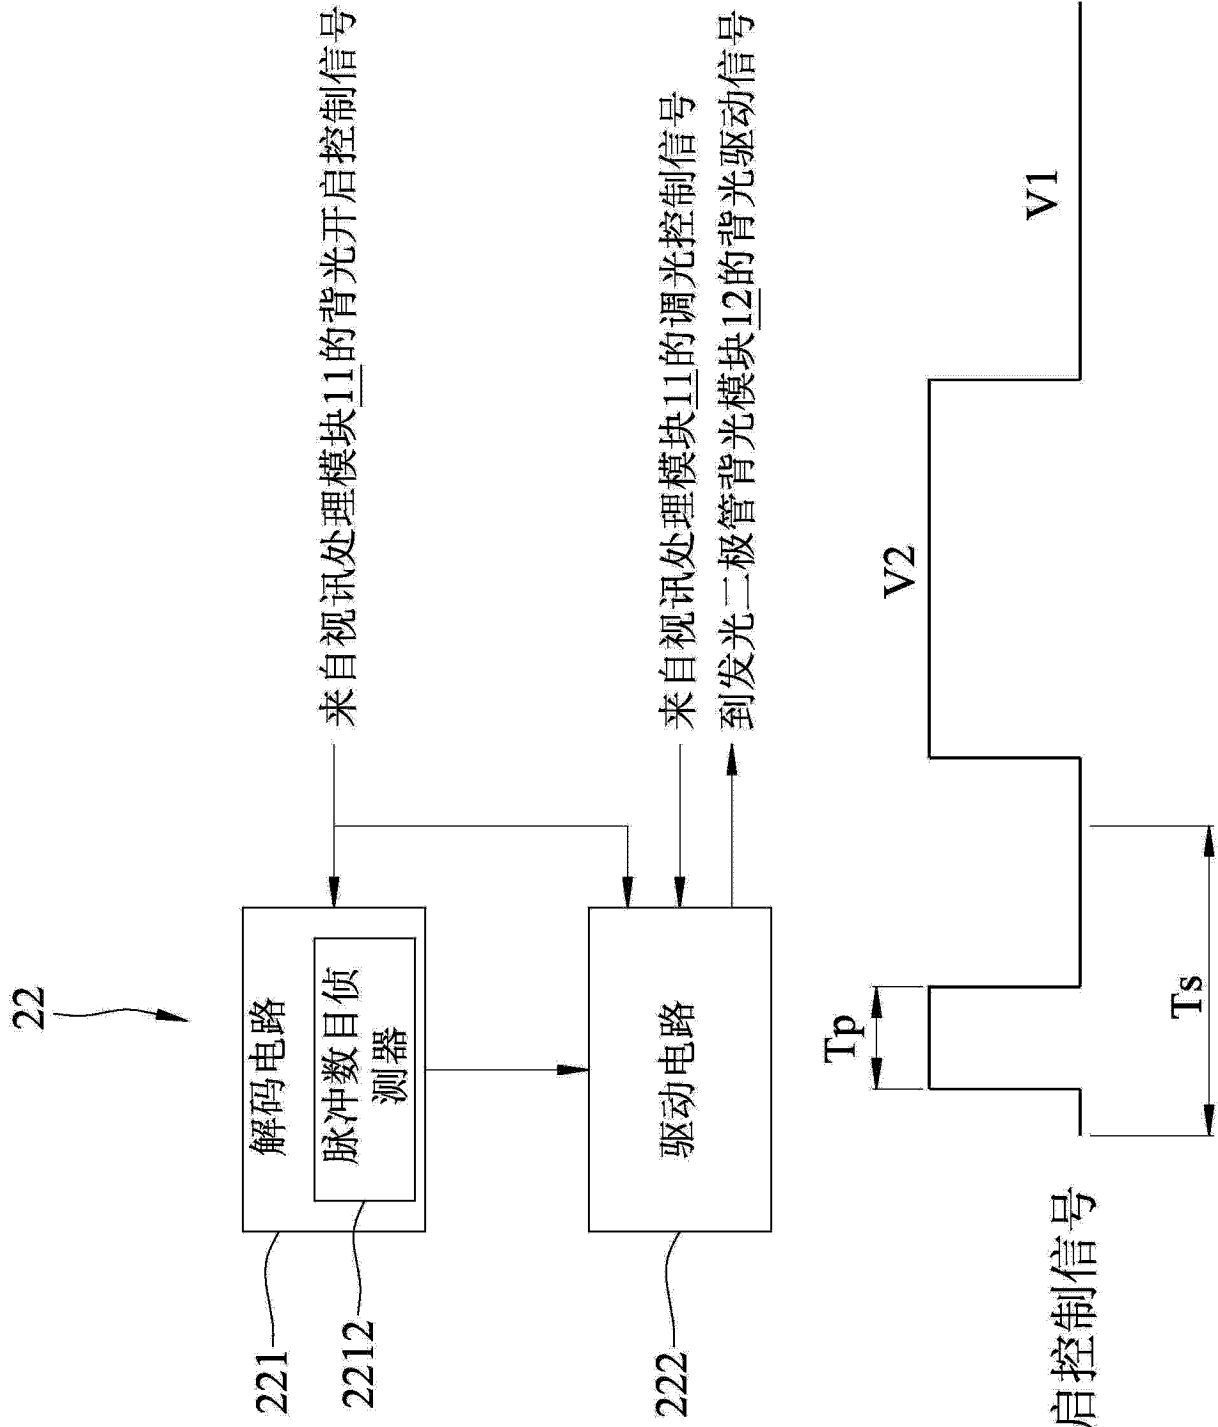 22
221
解码电路
2212
脉冲数目侦
测器
来自视讯处理模块11的背光开启控制信号
222
驱动电路
来自视讯处理模块11的调光控制信号
到发光二极管背光模块12的背光驱动信号
Tp
V2
V1
启控制信号
Ts